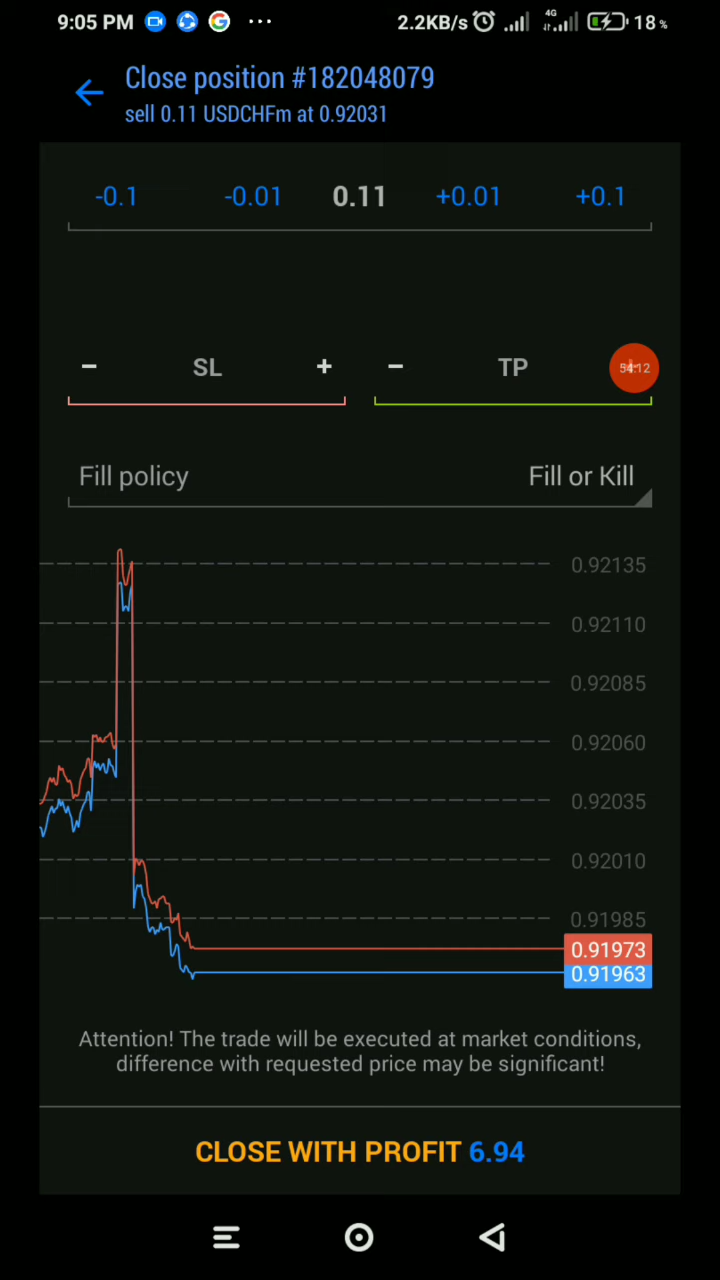 9:05 PM 2.2KB/s 4G 18%
Close position #182048079
sell 0.11 USDCHFm at 0.92031
-0.1 -0.01 0.11 +0.01 +0.1
− SL + − TP
Fill policy Fill or Kill
0.92135
0.92110
0.92085
0.92060
0.92035
0.92010
0.91985
0.91973
0.91963
Attention! The trade will be executed at market conditions,
difference with requested price may be significant!
CLOSE WITH PROFIT 6.94